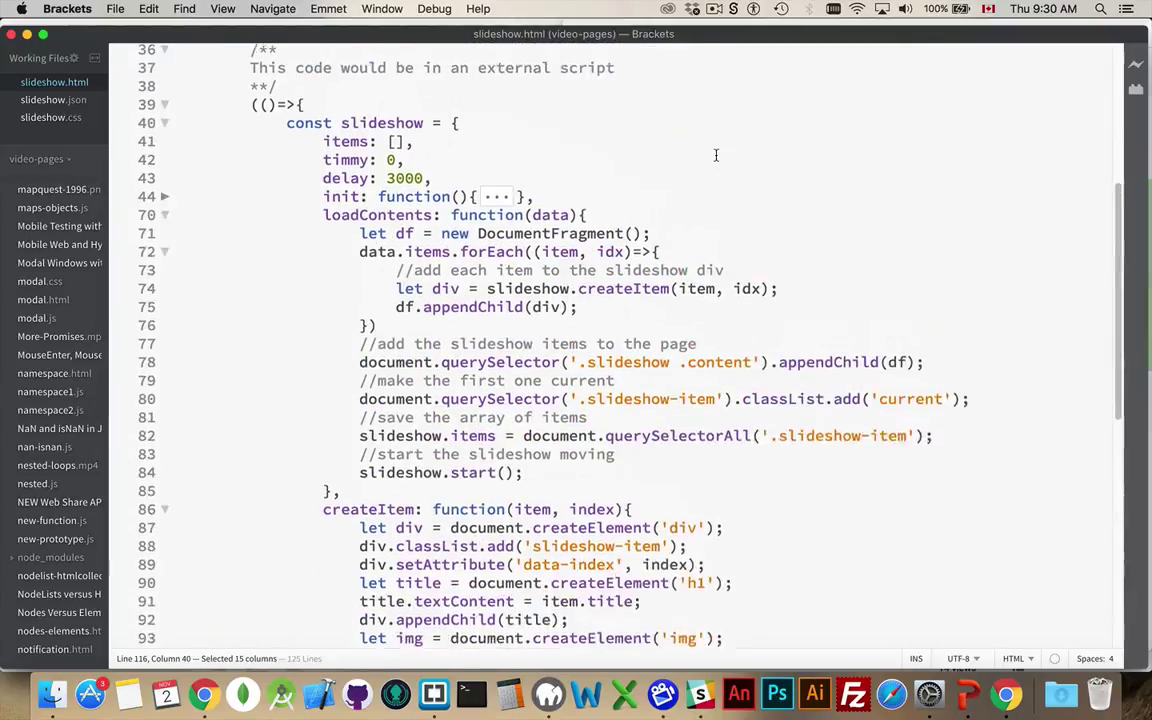 Brackets File Edit Find View Navigate Emmet Window Debug Help 100% Thu 9:30 AM
slideshow.html (video-pages) — Brackets
Working Files
slideshow.html
slideshow.json
slideshow.css
video-pages
mapquest-1996.pn
maps-objects.js
Mobile Testing with
Mobile Web and Hy
Modal Windows wi
modal.css
modal.html
modal.js
More-Promises.mp
MouseEnter, Mouse
namespace.html
namespace1.js
namespace2.js
NaN and isNaN in J
nan-isnan.js
nested-loops.mp4
nested.js
NEW Web Share AP
new-function.js
new-prototype.js
node_modules
nodelist-htmlcollec
NodeLists versus H
Nodes Versus Elem
nodes-elements.ht
notification.html
36 /**
37 This code would be in an external script
38 **/
39 (()=>{
40 const slideshow = {
41 items: [],
42 timmy: 0,
43 delay: 3000,
44 init: function(){ ··· },
70 loadContents: function(data){
71 let df = new DocumentFragment();
72 data.items.forEach((item, idx)=>{
73 //add each item to the slideshow div
74 let div = slideshow.createItem(item, idx);
75 df.appendChild(div);
76 })
77 //add the slideshow items to the page
78 document.querySelector('.slideshow .content').appendChild(df);
79 //make the first one current
80 document.querySelector('.slideshow-item').classList.add('current');
81 //save the array of items
82 slideshow.items = document.querySelectorAll('.slideshow-item');
83 //start the slideshow moving
84 slideshow.start();
85 },
86 createItem: function(item, index){
87 let div = document.createElement('div');
88 div.classList.add('slideshow-item');
89 div.setAttribute('data-index', index);
90 let title = document.createElement('h1');
91 title.textContent = item.title;
92 div.appendChild(title);
93 let img = document.createElement('img');
Line 116, Column 40 — Selected 15 columns — 125 Lines INS UTF-8 HTML Spaces: 4
3 NOV 2 An Ps Ai Fz